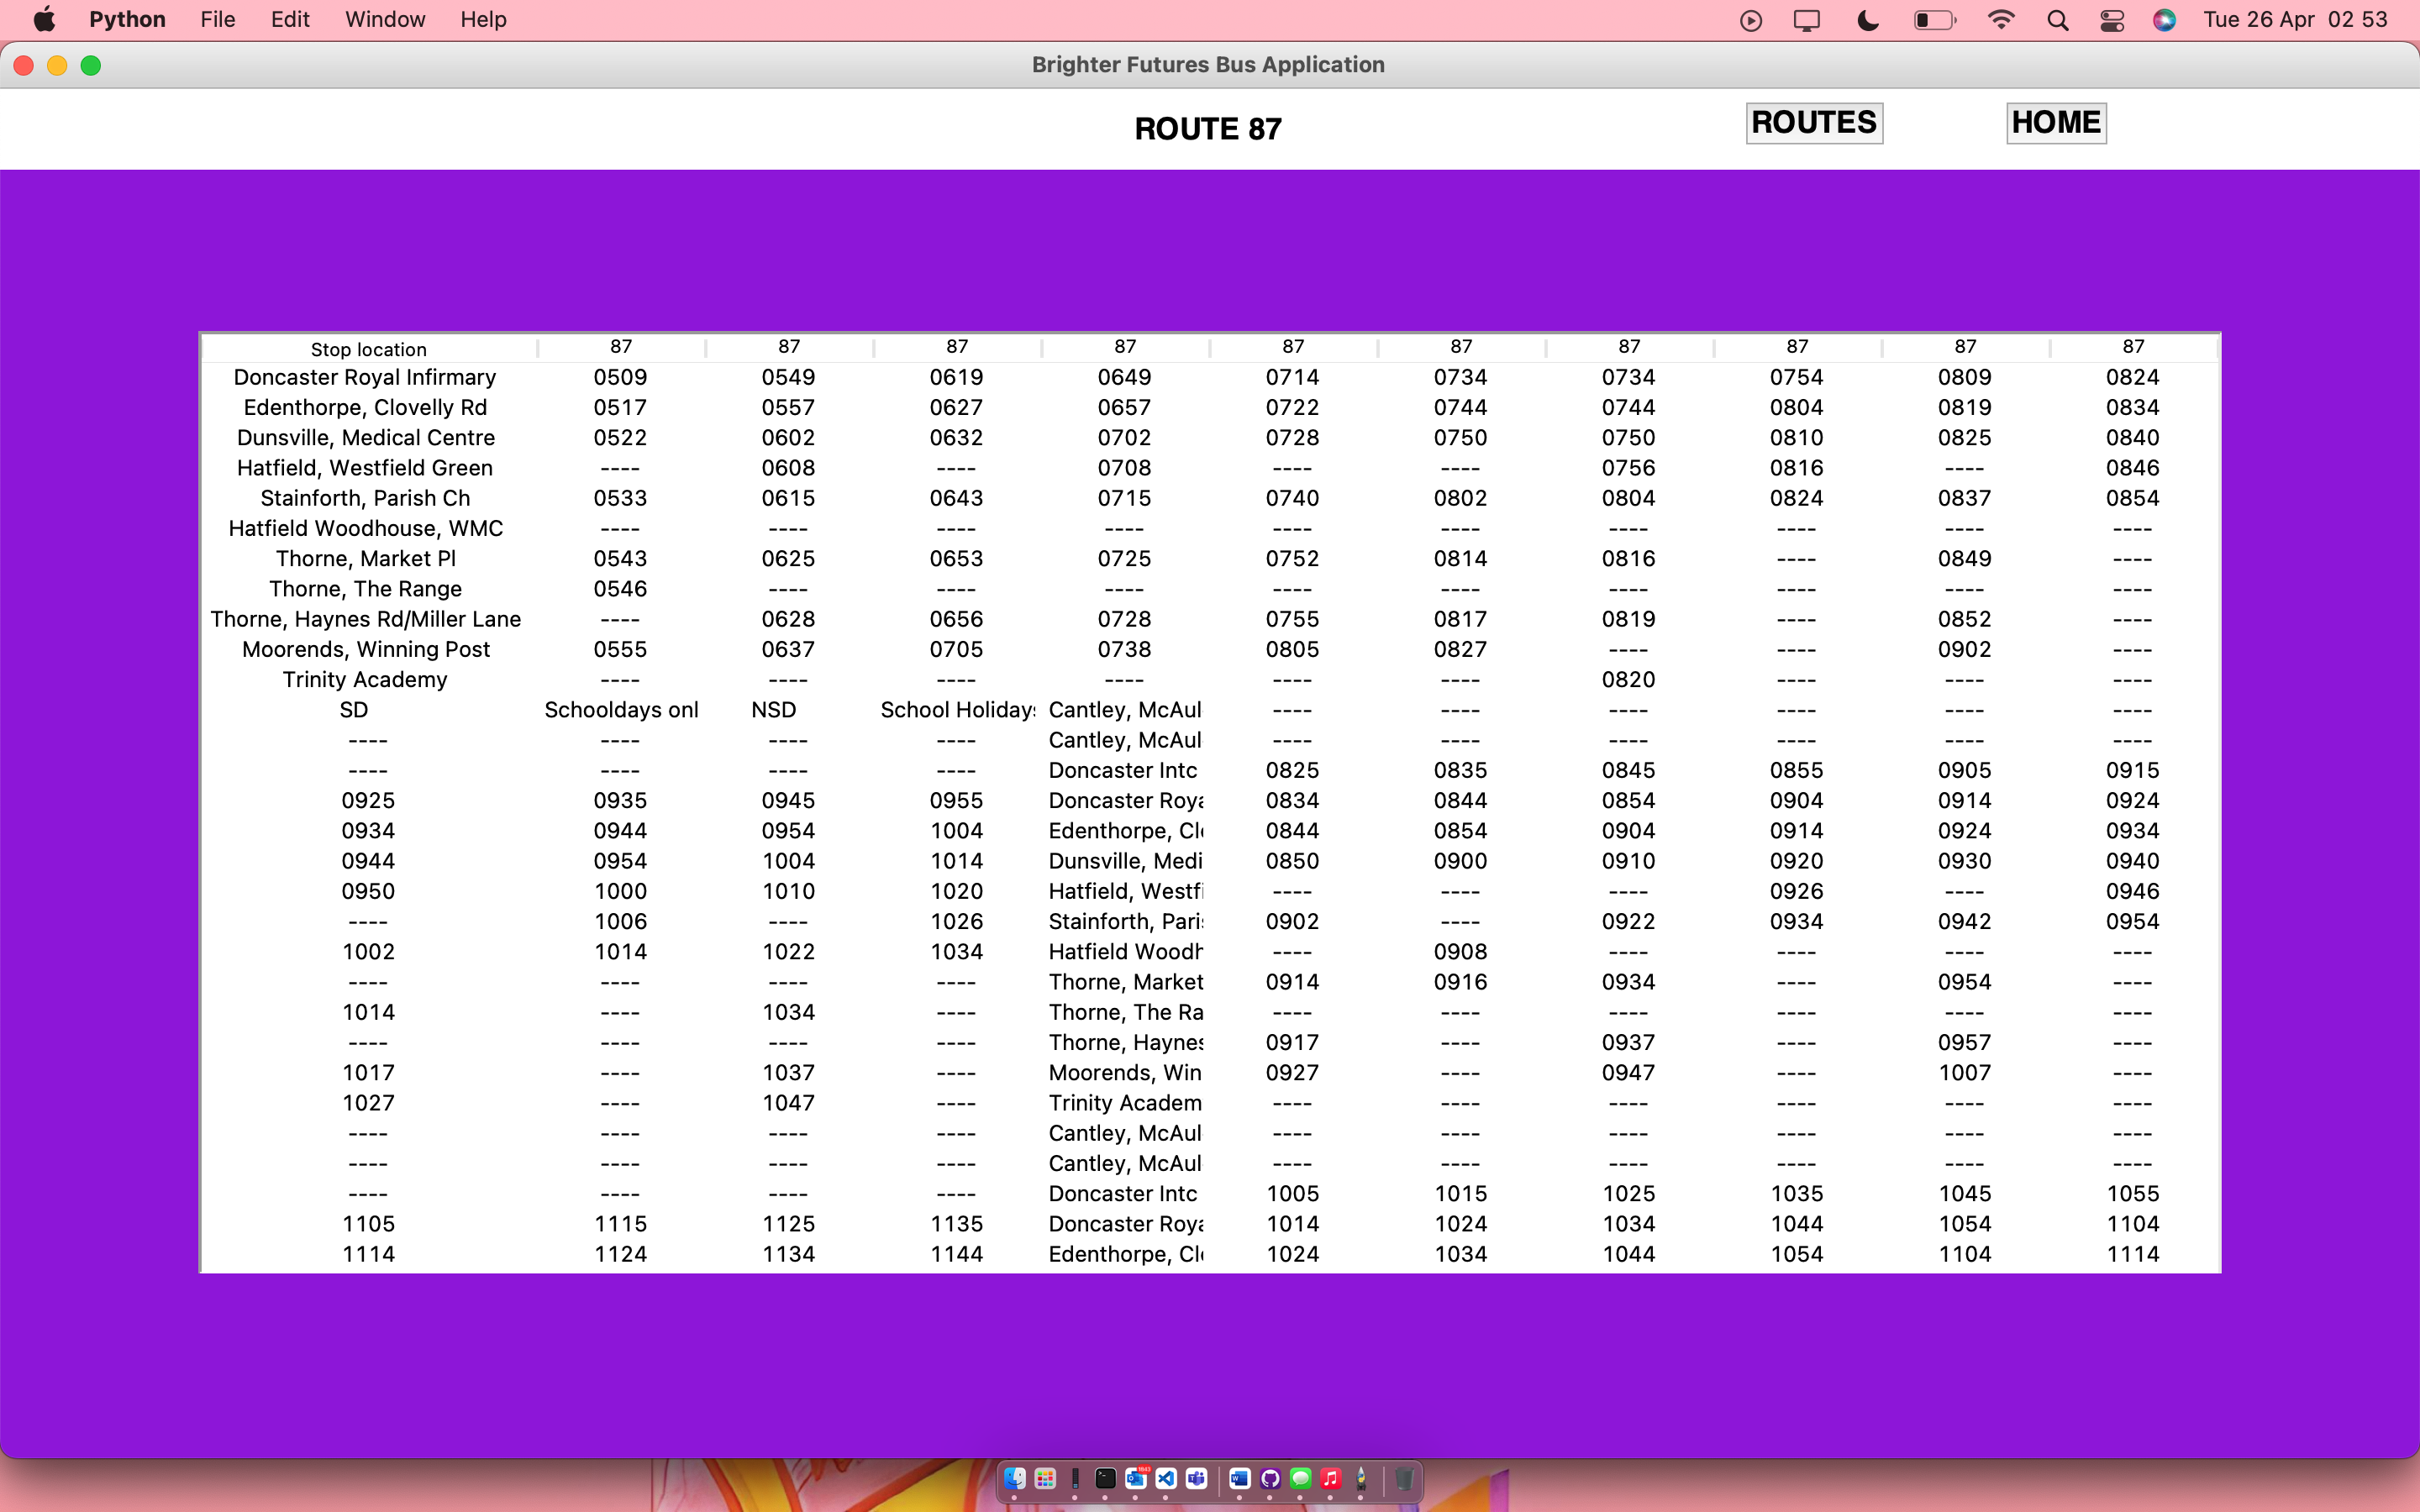 Python File Edit Window Help Tue 26 Apr 02 53
Brighter Futures Bus Application
ROUTE 87 ROUTES HOME
Stop location 87 87 87 87 87 87 87 87 87 87
Doncaster Royal Infirmary 0509 0549 0619 0649 0714 0734 0734 0754 0809 0824
Edenthorpe, Clovelly Rd 0517 0557 0627 0657 0722 0744 0744 0804 0819 0834
Dunsville, Medical Centre 0522 0602 0632 0702 0728 0750 0750 0810 0825 0840
Hatfield, Westfield Green ---- 0608 ---- 0708 ---- ---- 0756 0816 ---- 0846
Stainforth, Parish Ch 0533 0615 0643 0715 0740 0802 0804 0824 0837 0854
Hatfield Woodhouse, WMC ---- ---- ---- ---- ---- ---- ---- ---- ---- ----
Thorne, Market Pl 0543 0625 0653 0725 0752 0814 0816 ---- 0849 ----
Thorne, The Range 0546 ---- ---- ---- ---- ---- ---- ---- ---- ----
Thorne, Haynes Rd/Miller Lane ---- 0628 0656 0728 0755 0817 0819 ---- 0852 ----
Moorends, Winning Post 0555 0637 0705 0738 0805 0827 ---- ---- 0902 ----
Trinity Academy ---- ---- ---- ---- ---- ---- 0820 ---- ---- ----
SD Schooldays onl NSD School Holidays Cantley, McAul ---- ---- ---- ---- ---- ----
---- ---- ---- ---- Cantley, McAul ---- ---- ---- ---- ---- ----
---- ---- ---- ---- Doncaster Intc 0825 0835 0845 0855 0905 0915
0925 0935 0945 0955 Doncaster Roya 0834 0844 0854 0904 0914 0924
0934 0944 0954 1004 Edenthorpe, Cl 0844 0854 0904 0914 0924 0934
0944 0954 1004 1014 Dunsville, Medi 0850 0900 0910 0920 0930 0940
0950 1000 1010 1020 Hatfield, Westfi ---- ---- ---- 0926 ---- 0946
---- 1006 ---- 1026 Stainforth, Pari 0902 ---- 0922 0934 0942 0954
1002 1014 1022 1034 Hatfield Woodh ---- 0908 ---- ---- ---- ----
---- ---- ---- ---- Thorne, Market 0914 0916 0934 ---- 0954 ----
1014 ---- 1034 ---- Thorne, The Ra ---- ---- ---- ---- ---- ----
---- ---- ---- ---- Thorne, Haynes 0917 ---- 0937 ---- 0957 ----
1017 ---- 1037 ---- Moorends, Win 0927 ---- 0947 ---- 1007 ----
1027 ---- 1047 ---- Trinity Academ ---- ---- ---- ---- ---- ----
---- ---- ---- ---- Cantley, McAul ---- ---- ---- ---- ---- ----
---- ---- ---- ---- Cantley, McAul ---- ---- ---- ---- ---- ----
---- ---- ---- ---- Doncaster Intc 1005 1015 1025 1035 1045 1055
1105 1115 1125 1135 Doncaster Roya 1014 1024 1034 1044 1054 1104
1114 1124 1134 1144 Edenthorpe, Cl 1024 1034 1044 1054 1104 1114